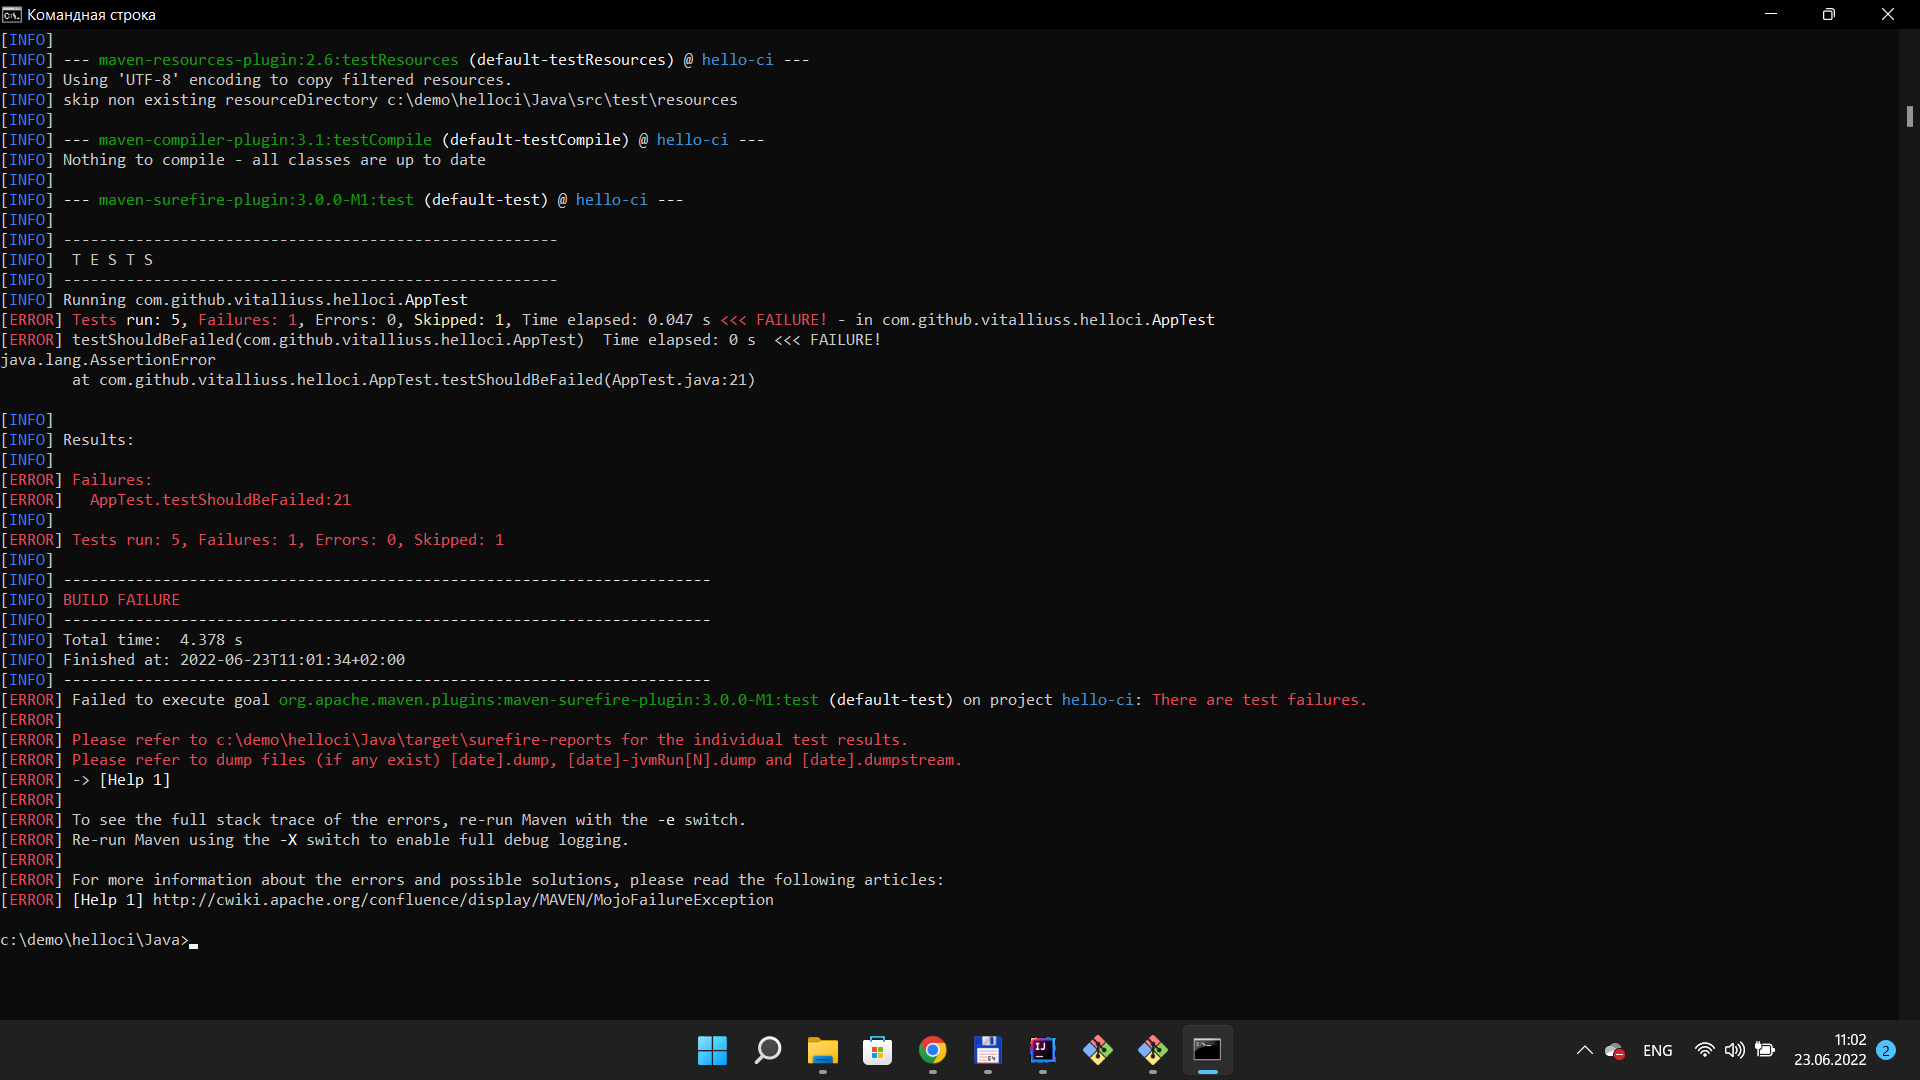 Командная строка
[INFO]
[INFO] --- maven-resources-plugin:2.6:testResources (default-testResources) @ hello-ci ---
[INFO] Using 'UTF-8' encoding to copy filtered resources.
[INFO] skip non existing resourceDirectory c:\demo\helloci\Java\src\test\resources
[INFO]
[INFO] --- maven-compiler-plugin:3.1:testCompile (default-testCompile) @ hello-ci ---
[INFO] Nothing to compile - all classes are up to date
[INFO]
[INFO] --- maven-surefire-plugin:3.0.0-M1:test (default-test) @ hello-ci ---
[INFO]
[INFO] -------------------------------------------------------
[INFO]  T E S T S
[INFO] -------------------------------------------------------
[INFO] Running com.github.vitalliuss.helloci.AppTest
[ERROR] Tests run: 5, Failures: 1, Errors: 0, Skipped: 1, Time elapsed: 0.047 s <<< FAILURE! - in com.github.vitalliuss.helloci.AppTest
[ERROR] testShouldBeFailed(com.github.vitalliuss.helloci.AppTest)  Time elapsed: 0 s  <<< FAILURE!
java.lang.AssertionError
        at com.github.vitalliuss.helloci.AppTest.testShouldBeFailed(AppTest.java:21)
[INFO]
[INFO] Results:
[INFO]
[ERROR] Failures:
[ERROR]   AppTest.testShouldBeFailed:21
[INFO]
[ERROR] Tests run: 5, Failures: 1, Errors: 0, Skipped: 1
[INFO]
[INFO] ------------------------------------------------------------------------
[INFO] BUILD FAILURE
[INFO] ------------------------------------------------------------------------
[INFO] Total time:  4.378 s
[INFO] Finished at: 2022-06-23T11:01:34+02:00
[INFO] ------------------------------------------------------------------------
[ERROR] Failed to execute goal org.apache.maven.plugins:maven-surefire-plugin:3.0.0-M1:test (default-test) on project hello-ci: There are test failures.
[ERROR]
[ERROR] Please refer to c:\demo\helloci\Java\target\surefire-reports for the individual test results.
[ERROR] Please refer to dump files (if any exist) [date].dump, [date]-jvmRun[N].dump and [date].dumpstream.
[ERROR] -> [Help 1]
[ERROR]
[ERROR] To see the full stack trace of the errors, re-run Maven with the -e switch.
[ERROR] Re-run Maven using the -X switch to enable full debug logging.
[ERROR]
[ERROR] For more information about the errors and possible solutions, please read the following articles:
[ERROR] [Help 1] http://cwiki.apache.org/confluence/display/MAVEN/MojoFailureException
c:\demo\helloci\Java>
ENG
11:02
23.06.2022
2